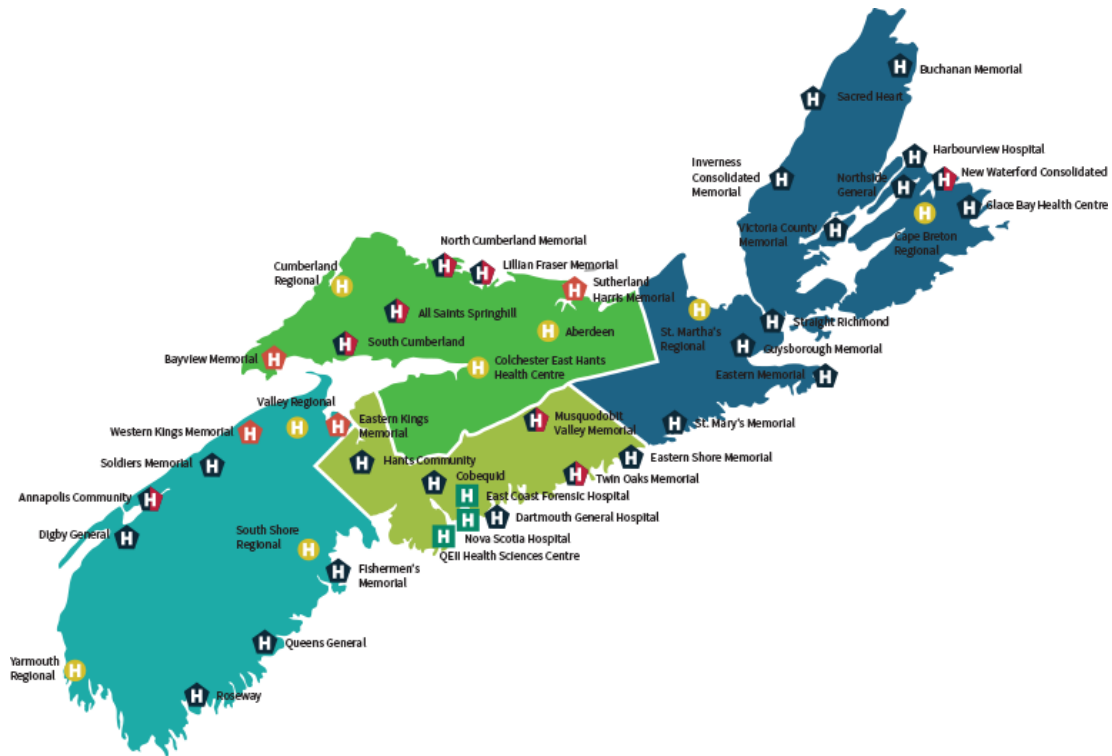 H Buchanan Memorial
H Sacred Heart
H Harbourview Hospital
Inverness
Consolidated
Memorial H
Northside
General H
H New Waterford Consolidated
H Glace Bay Health Centre
Victoria County
Memorial H
H
Cape Breton
Regional
North Cumberland Memorial
H
H Lillian Fraser Memorial
Cumberland
Regional H
H Sutherland
Harris Memorial
H All Saints Springhill
H Aberdeen
H
St. Martha's
Regional
H Straight Richmond
H Guysborough Memorial
H South Cumberland
Bayview Memorial H
H Colchester East Hants
Health Centre
Eastern Memorial H
Valley Regional
H
H Eastern Kings
Memorial
H Musquodobit
Valley Memorial
H St. Mary's Memorial
Western Kings Memorial H
Soldiers Memorial H
H Hants Community
H Eastern Shore Memorial
H Cobequid
H Twin Oaks Memorial
Annapolis Community H
H East Coast Forensic Hospital
H Dartmouth General Hospital
Digby General H
H Nova Scotia Hospital
H QEII Health Sciences Centre
South Shore
Regional H
H Fishermen's
Memorial
H Queens General
Yarmouth
Regional H
H Roseway